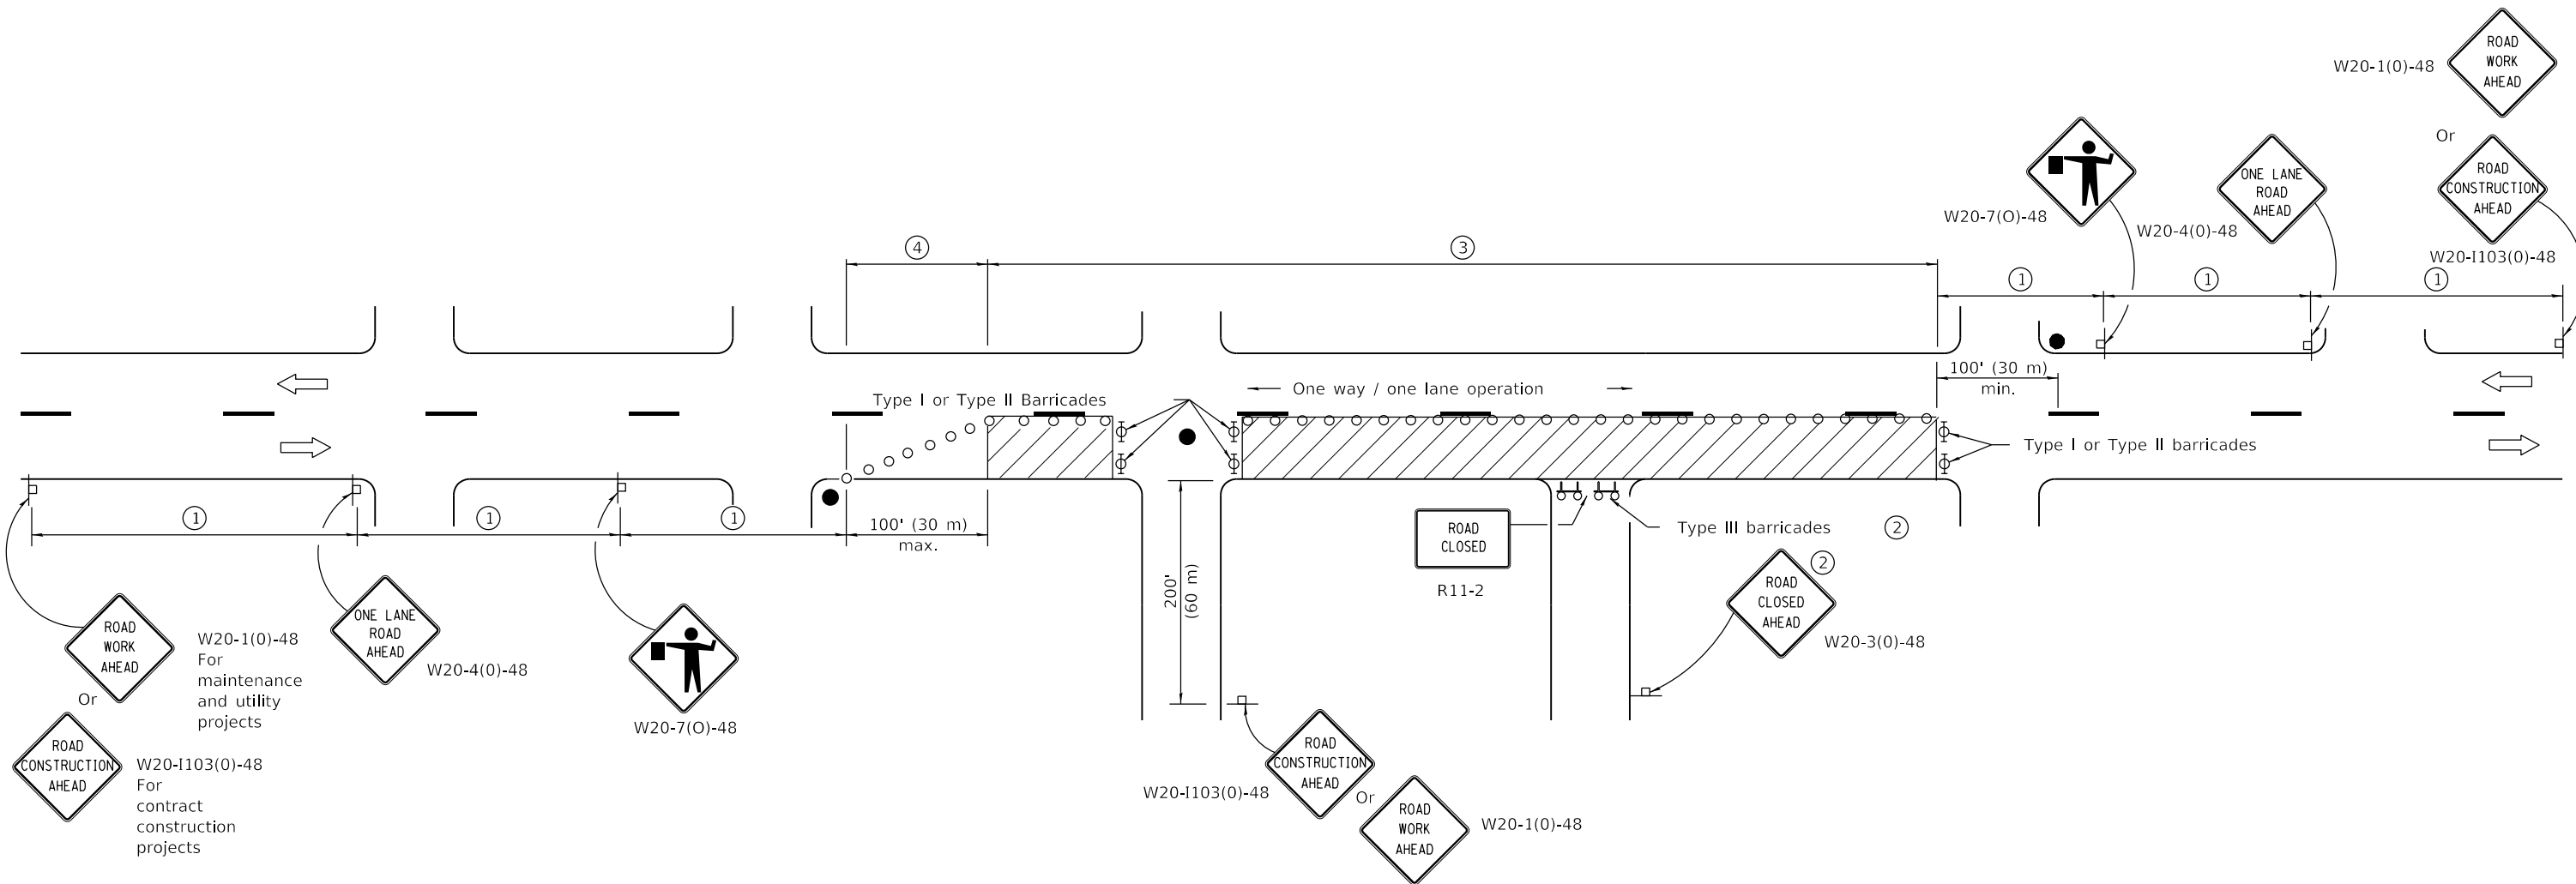 ROAD
WORK
AHEAD
W20-1(0)-48
Or
ROAD
CONSTRUCTION
AHEAD
W20-I103(0)-48
W20-7(O)-48
ONE LANE
ROAD
AHEAD
W20-4(0)-48
4
3
1
1
1
100' (30 m)
min.
One way / one lane operation
Type I or Type II Barricades
Type I or Type II barricades
1
1
1
100' (30 m)
max.
200'
(60 m)
ROAD
CLOSED
R11-2
Type III barricades
2
2
ROAD
CLOSED
AHEAD
W20-3(0)-48
ROAD
WORK
AHEAD
W20-1(0)-48
For
maintenance
and utility
projects
Or
ROAD
CONSTRUCTION
AHEAD
W20-I103(0)-48
For
contract
construction
projects
ONE LANE
ROAD
AHEAD
W20-4(0)-48
W20-7(O)-48
ROAD
CONSTRUCTION
AHEAD
W20-I103(0)-48
Or
ROAD
WORK
AHEAD
W20-1(0)-48